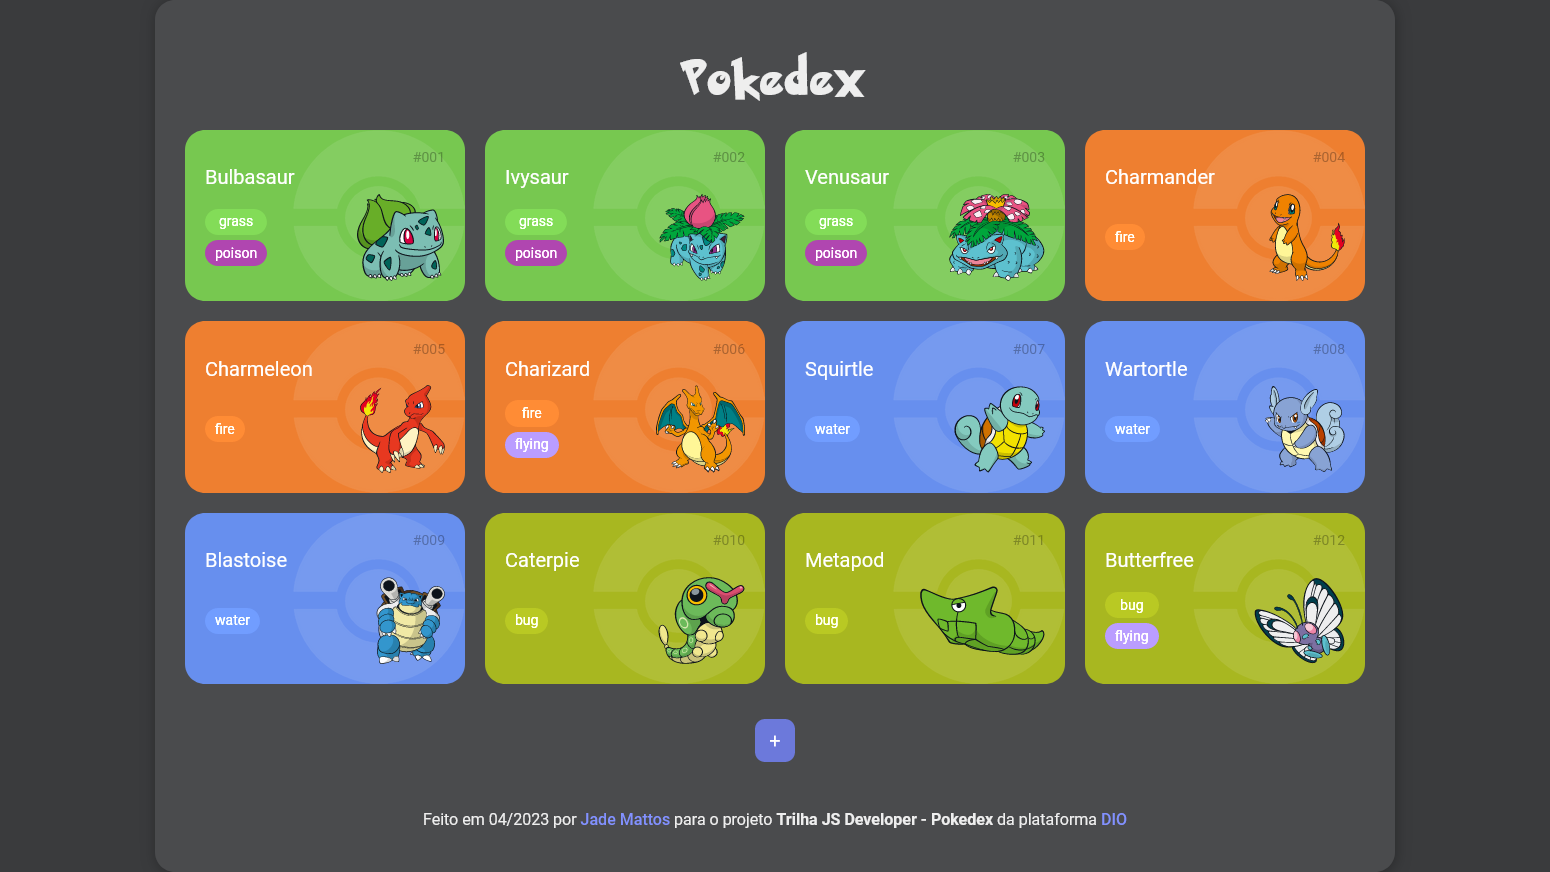 Pokedex
#001
Bulbasaur
grass
poison
#002
Ivysaur
grass
poison
#003
Venusaur
grass
poison
#004
Charmander
fire
#005
Charmeleon
fire
#006
Charizard
fire
flying
#007
Squirtle
water
#008
Wartortle
water
#009
Blastoise
water
#010
Caterpie
bug
#011
Metapod
bug
#012
Butterfree
bug
flying
+
Feito em 04/2023 por Jade Mattos para o projeto Trilha JS Developer - Pokedex da plataforma DIO